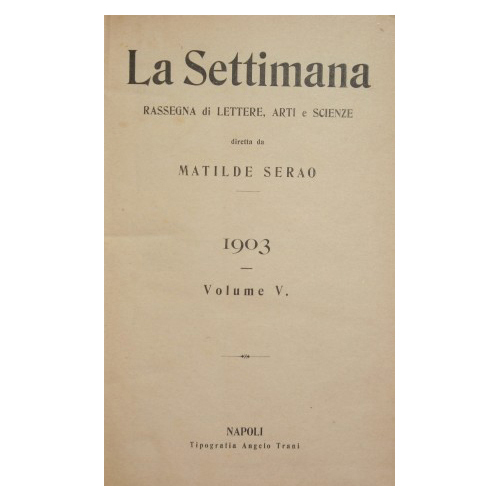 La Settimana
RASSEGNA di LETTERE, ARTI e SCIENZE
diretta da
MATILDE SERAO
1903
Volume V.
NAPOLI
Tipografia Angelo Trani